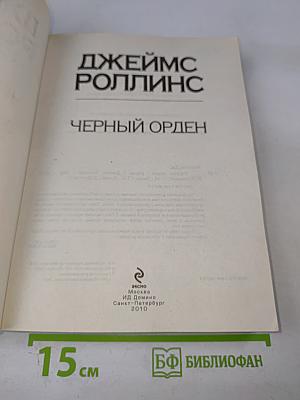 ДЖЕЙМС
РОЛЛИНС
ЧЕРНЫЙ ОРДЕН
ЭКСМО
Москва
ИД Домино
Санкт-Петербург
2010
15 см
БФ БИБЛИОФАН